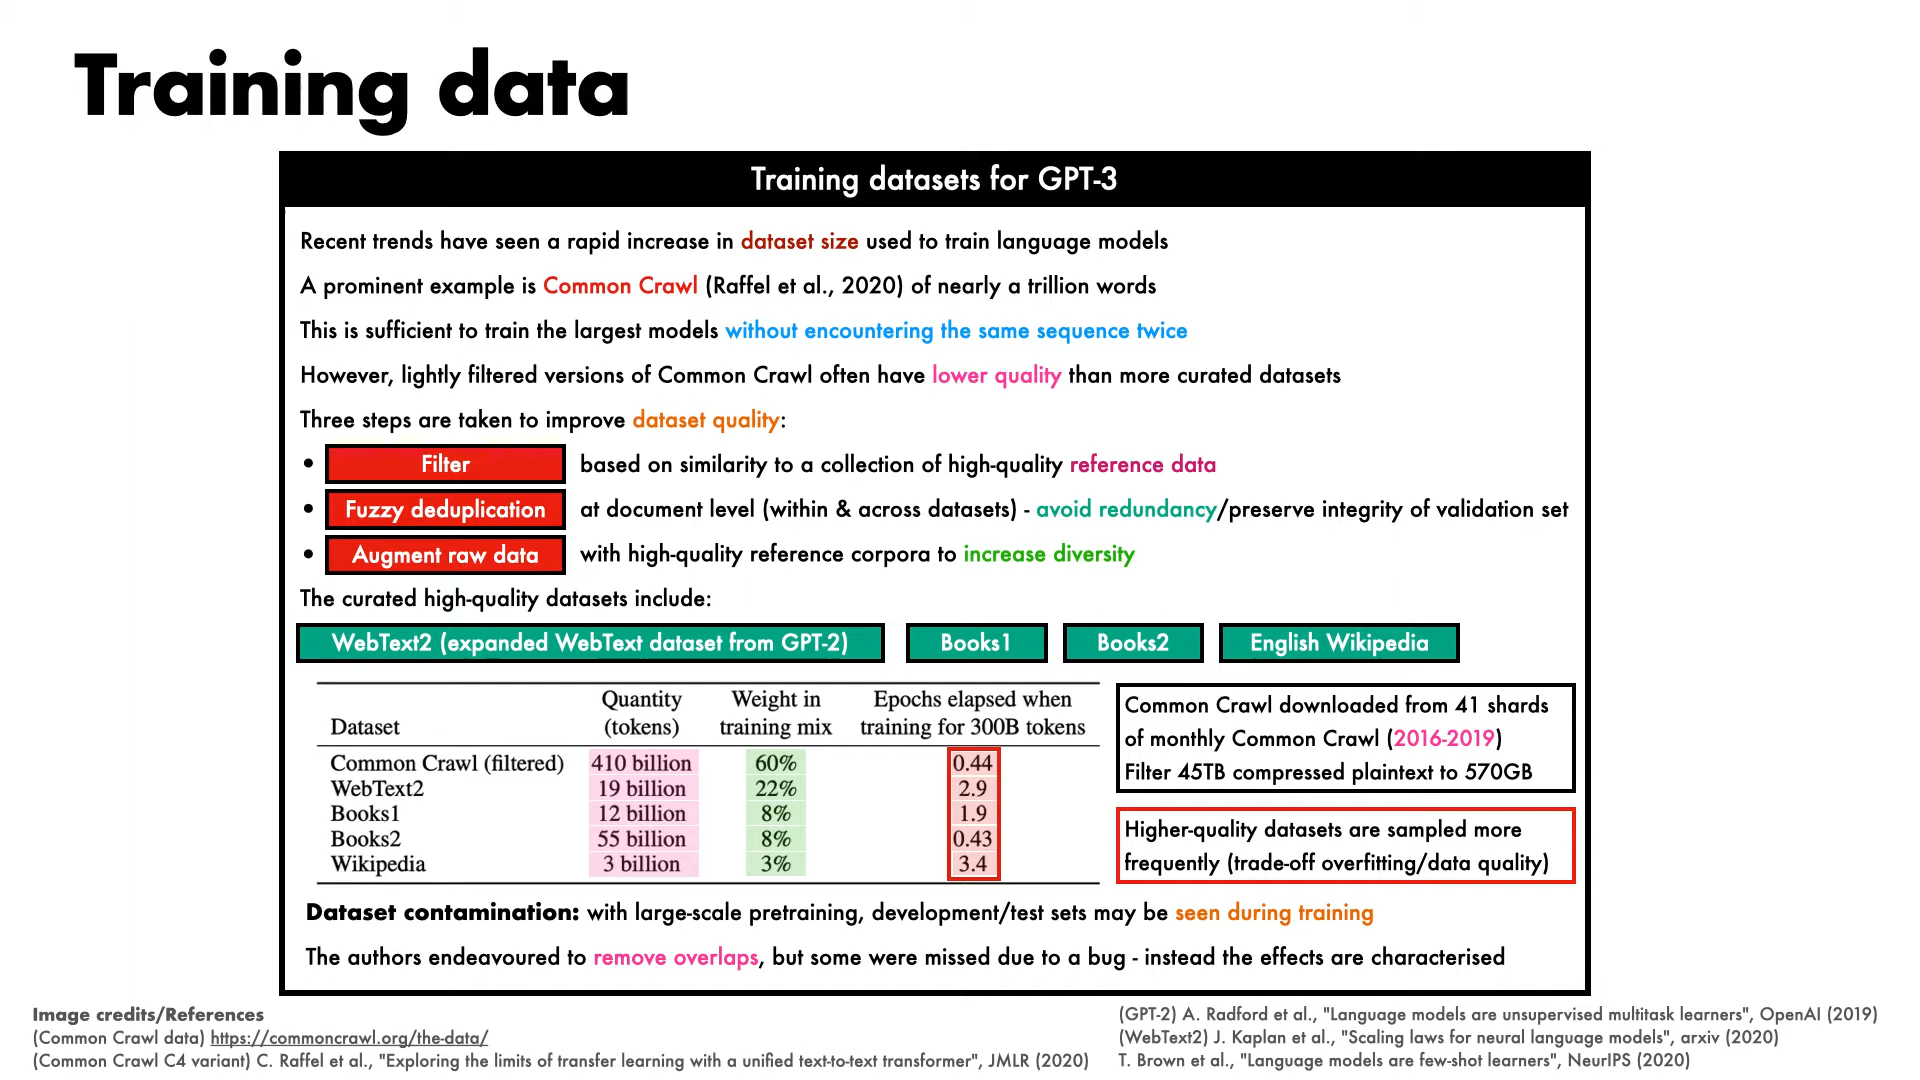 Training data
Training datasets for GPT-3
Recent trends have seen a rapid increase in dataset size used to train language models
A prominent example is Common Crawl (Raffel et al., 2020) of nearly a trillion words
This is sufficient to train the largest models without encountering the same sequence twice
However, lightly filtered versions of Common Crawl often have lower quality than more curated datasets
Three steps are taken to improve dataset quality:
• Filter based on similarity to a collection of high-quality reference data
• Fuzzy deduplication at document level (within & across datasets) - avoid redundancy/preserve integrity of validation set
• Augment raw data with high-quality reference corpora to increase diversity
The curated high-quality datasets include:
WebText2 (expanded WebText dataset from GPT-2) Books1 Books2 English Wikipedia
Quantity Weight in Epochs elapsed when
Dataset (tokens) training mix training for 300B tokens
Common Crawl (filtered) 410 billion 60% 0.44
WebText2 19 billion 22% 2.9
Books1 12 billion 8% 1.9
Books2 55 billion 8% 0.43
Wikipedia 3 billion 3% 3.4
Common Crawl downloaded from 41 shards
of monthly Common Crawl (2016-2019)
Filter 45TB compressed plaintext to 570GB
Higher-quality datasets are sampled more
frequently (trade-off overfitting/data quality)
Dataset contamination: with large-scale pretraining, development/test sets may be seen during training
The authors endeavoured to remove overlaps, but some were missed due to a bug - instead the effects are characterised
Image credits/References
(Common Crawl data) https://commoncrawl.org/the-data/
(Common Crawl C4 variant) C. Raffel et al., "Exploring the limits of transfer learning with a unified text-to-text transformer", JMLR (2020)
(GPT-2) A. Radford et al., "Language models are unsupervised multitask learners", OpenAI (2019)
(WebText2) J. Kaplan et al., "Scaling laws for neural language models", arxiv (2020)
T. Brown et al., "Language models are few-shot learners", NeurIPS (2020)